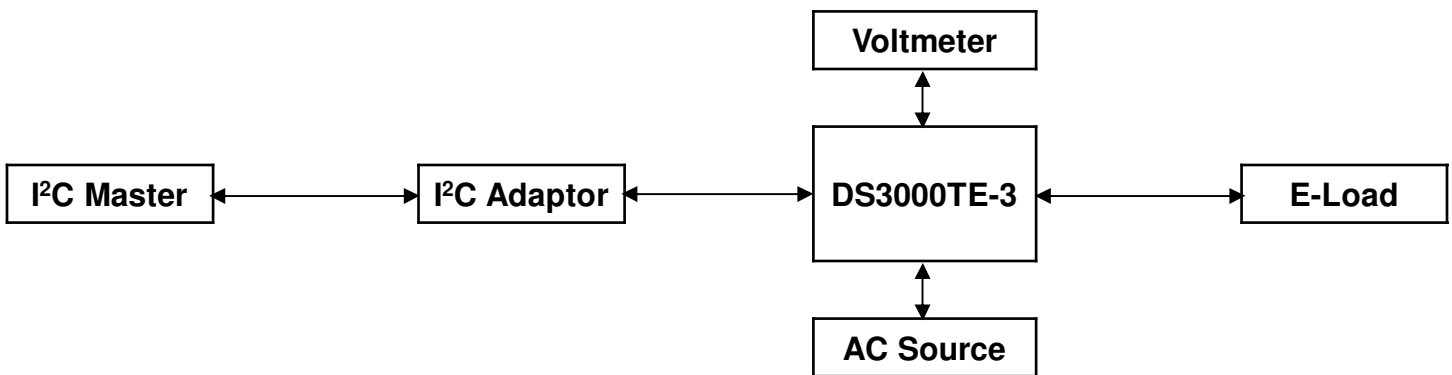 Voltmeter
I²C Master
I²C Adaptor
DS3000TE-3
E-Load
AC Source